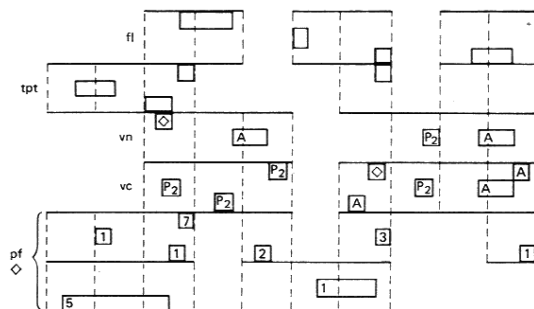 fl
tpt
vn A P₂ A
P₂ A
vc P₂ P₂ A
P₂ A
7
1 3
pf 1 2 1
1
5